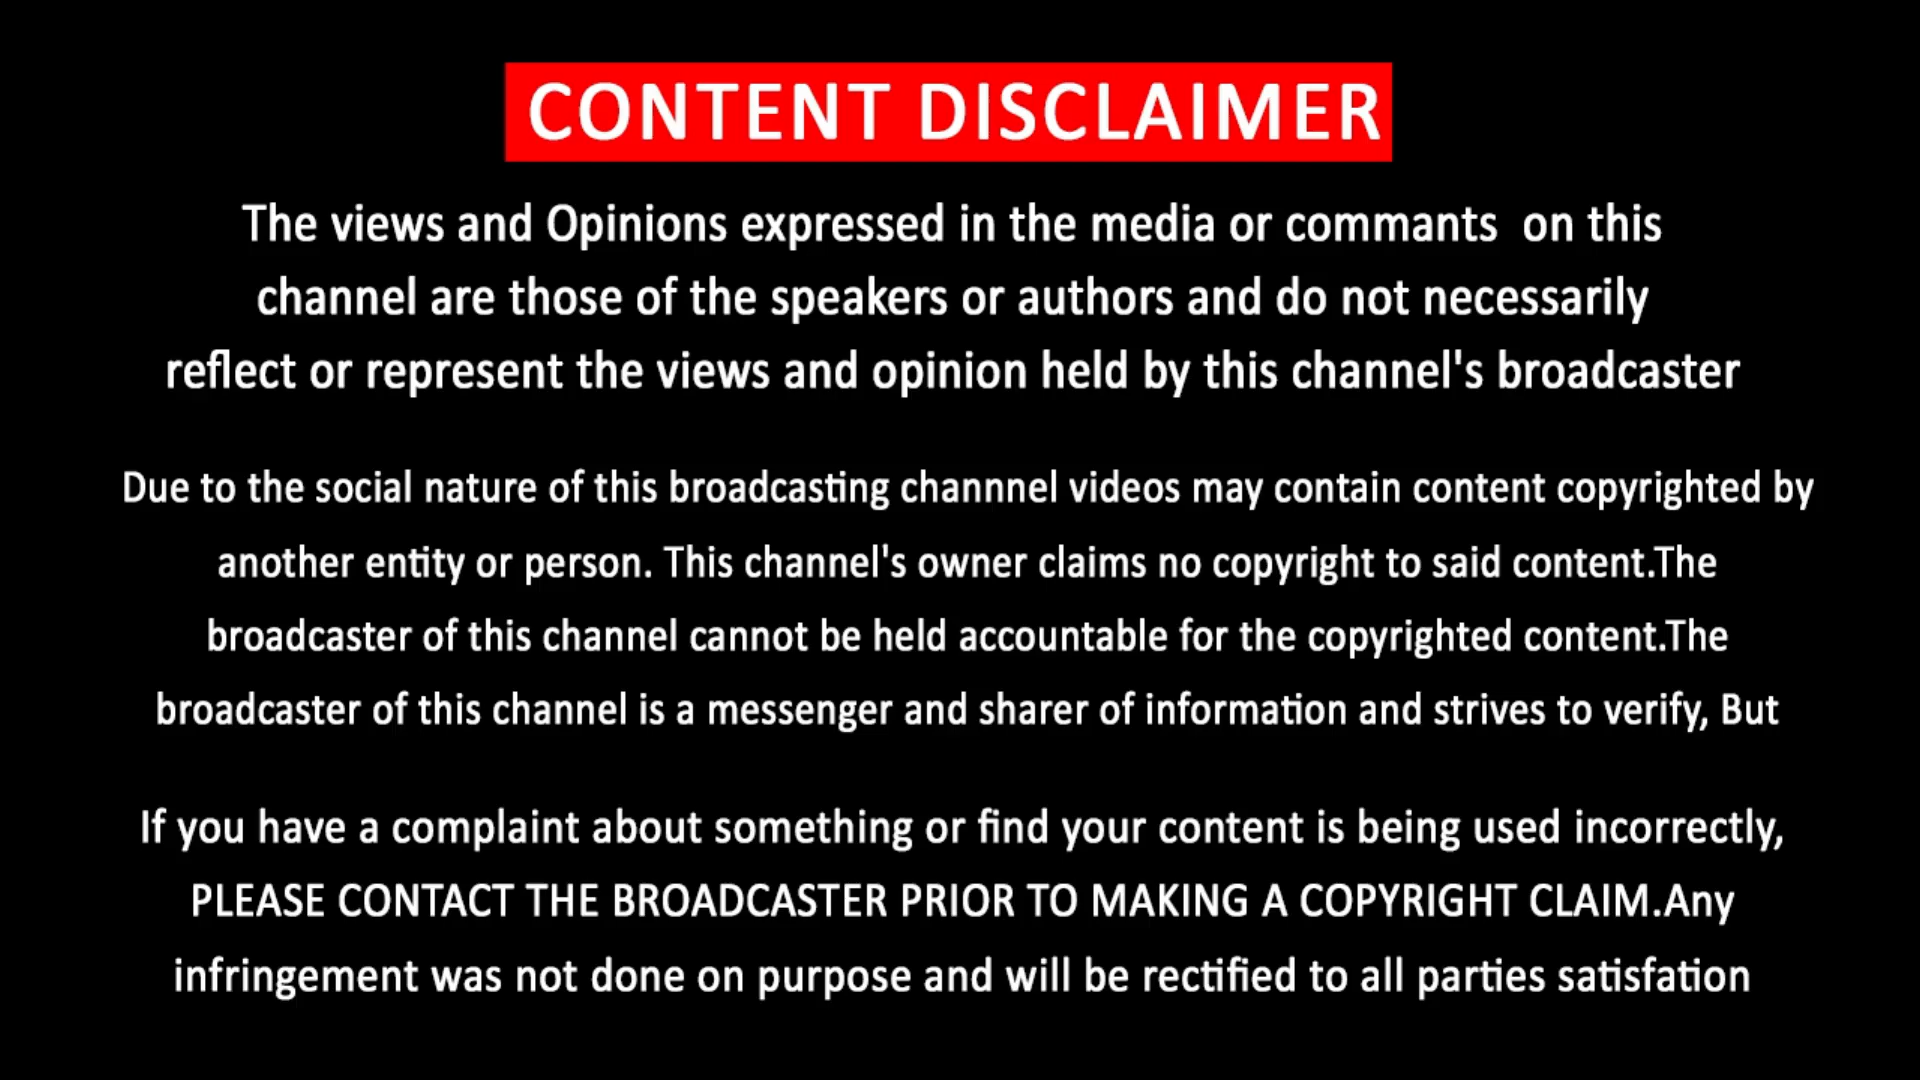 CONTENT DISCLAIMER
The views and Opinions expressed in the media or commants  on this
channel are those of the speakers or authors and do not necessarily
reflect or represent the views and opinion held by this channel's broadcaster
Due to the social nature of this broadcasting channnel videos may contain content copyrighted by
another entity or person. This channel's owner claims no copyright to said content.The
broadcaster of this channel cannot be held accountable for the copyrighted content.The
broadcaster of this channel is a messenger and sharer of information and strives to verify, But
If you have a complaint about something or find your content is being used incorrectly,
PLEASE CONTACT THE BROADCASTER PRIOR TO MAKING A COPYRIGHT CLAIM.Any
infringement was not done on purpose and will be rectified to all parties satisfation